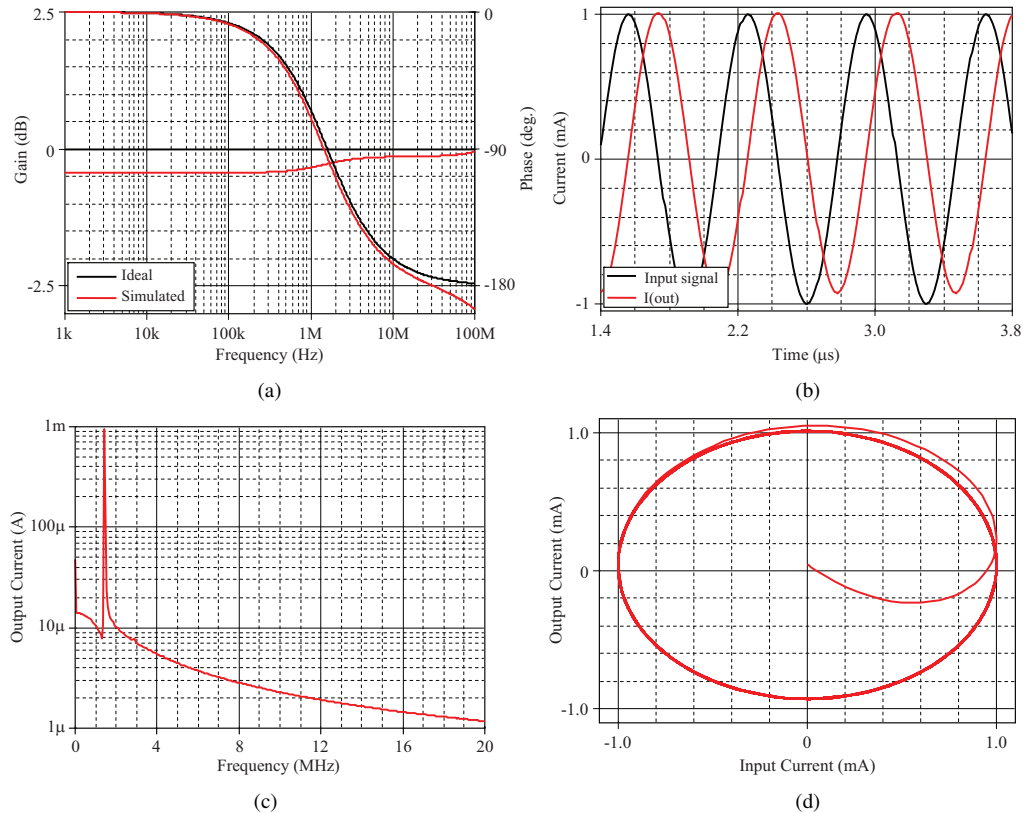 2.5
0
-2.5
Gain (dB)
0
-90
-180
Phase (deg.)
Ideal
Simulated
1k 10k 100k 1M 10M 100M
Frequency (Hz)
(a)
1
0
-1
Current (mA)
Input signal
I(out)
1.4 2.2 3.0 3.8
Time (μs)
(b)
1m
100μ
10μ
1μ
Output Current (A)
0 4 8 12 16 20
Frequency (MHz)
(c)
1.0
0
-1.0
Output Current (mA)
-1.0 0 1.0
Input Current (mA)
(d)